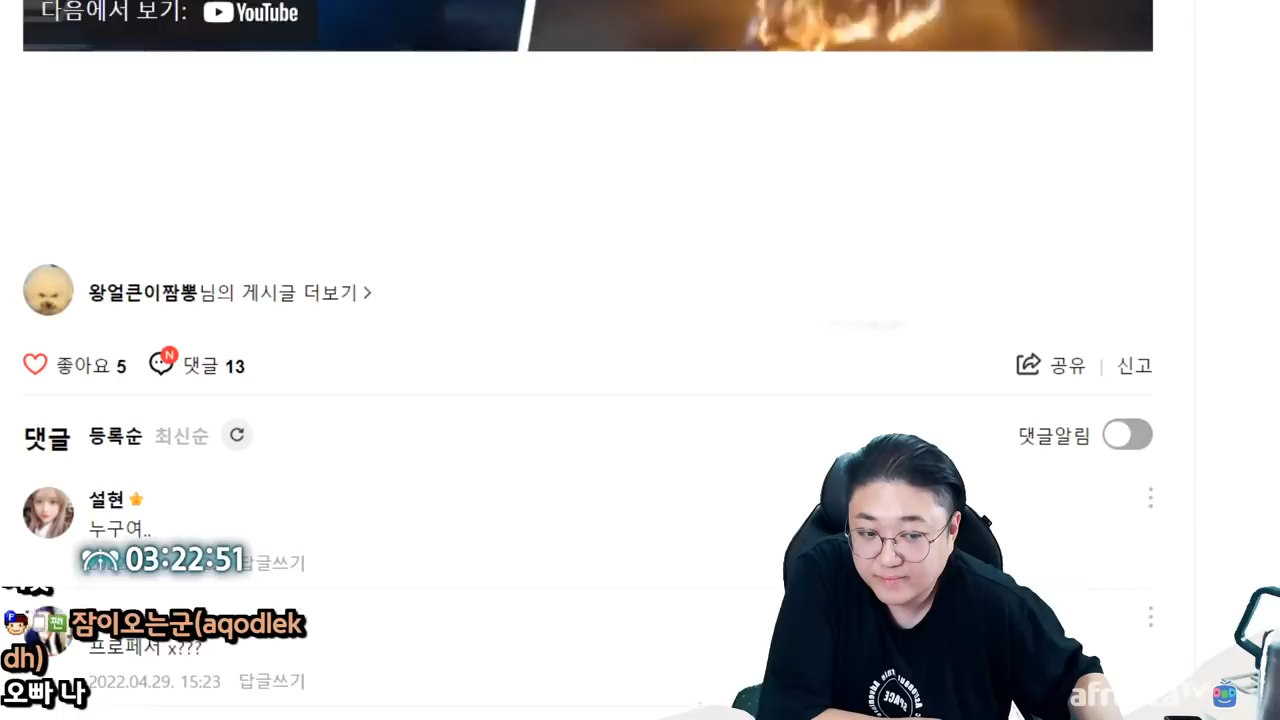 다음에서 보기: YouTube
왕얼큰이짬뽕님의 게시글 더보기 >
좋아요 5 N 댓글 13 공유 | 신고
댓글 등록순 최신순 댓글알림
설현
누구여..
03:22:51 답글쓰기
F 팬 잠이오는군(aqodlek
dh)
프로페서 x???
오빠 나
2022.04.29. 15:23 답글쓰기
SPACE